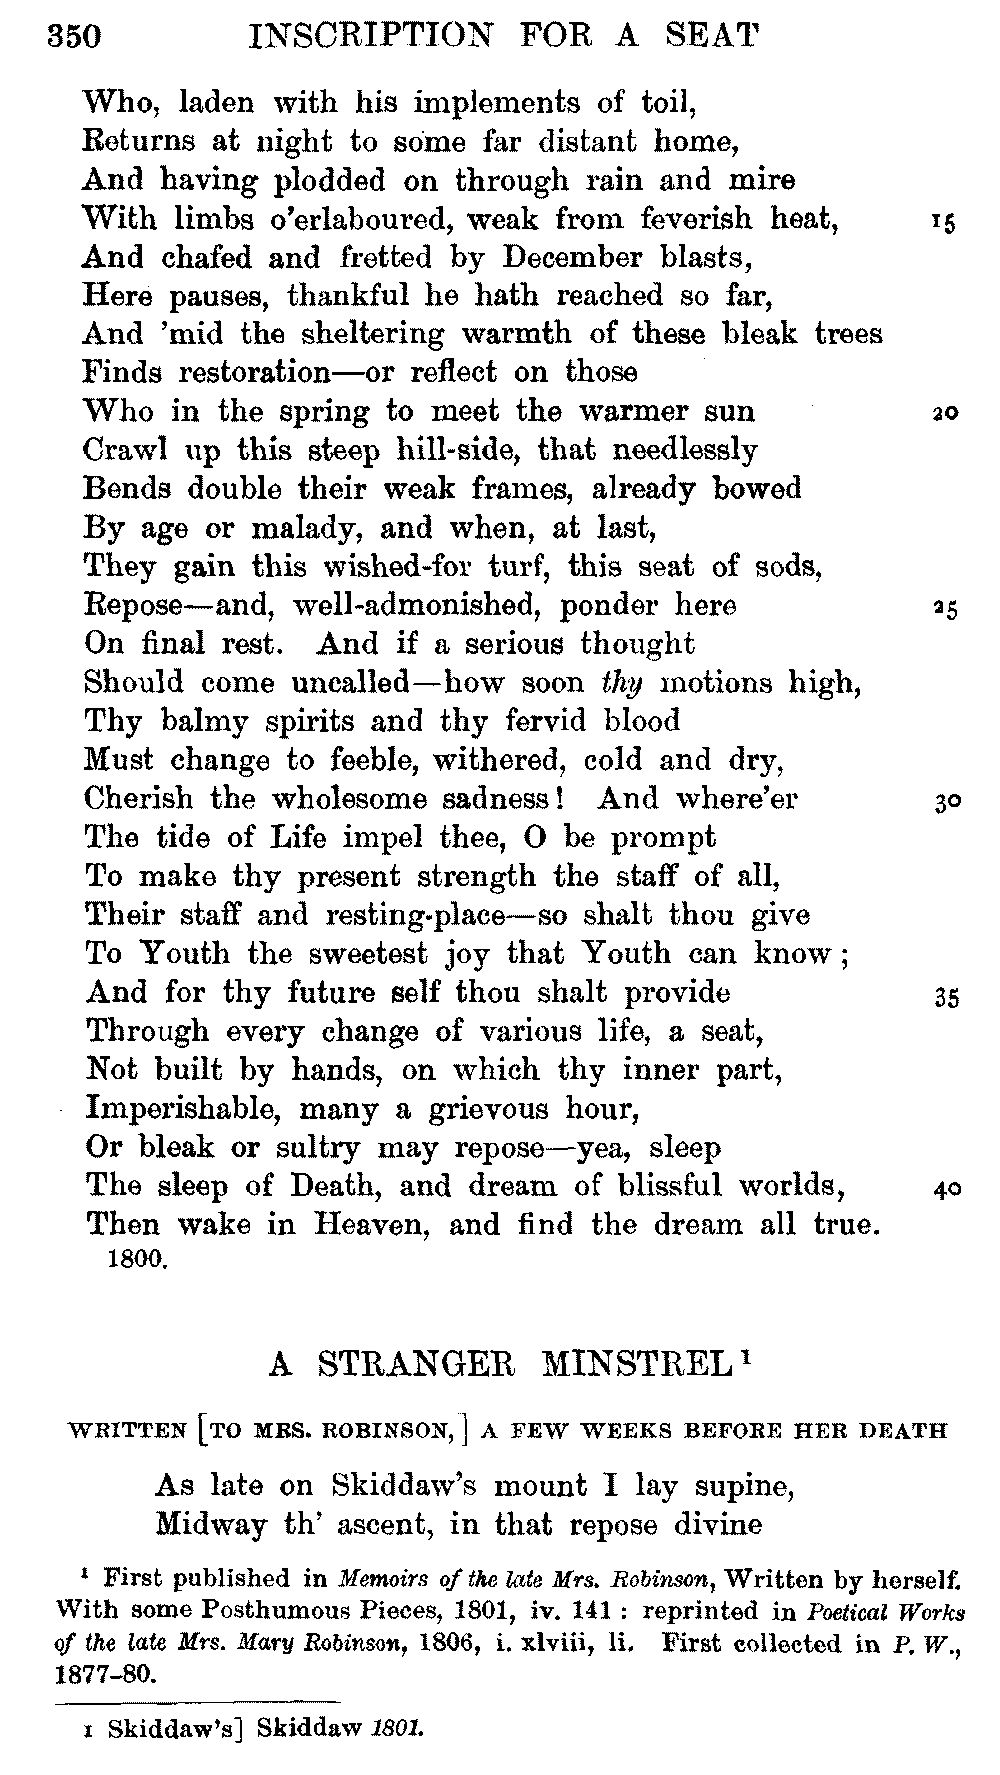 350 INSCRIPTION FOR A SEAT
Who, laden with his implements of toil,
Returns at night to some far distant home,
And having plodded on through rain and mire
With limbs o'erlaboured, weak from feverish heat, 15
And chafed and fretted by December blasts,
Here pauses, thankful he hath reached so far,
And 'mid the sheltering warmth of these bleak trees
Finds restoration—or reflect on those
Who in the spring to meet the warmer sun 20
Crawl up this steep hill-side, that needlessly
Bends double their weak frames, already bowed
By age or malady, and when, at last,
They gain this wished-for turf, this seat of sods,
Repose—and, well-admonished, ponder here 25
On final rest. And if a serious thought
Should come uncalled—how soon thy motions high,
Thy balmy spirits and thy fervid blood
Must change to feeble, withered, cold and dry,
Cherish the wholesome sadness! And where'er 30
The tide of Life impel thee, O be prompt
To make thy present strength the staff of all,
Their staff and resting-place—so shalt thou give
To Youth the sweetest joy that Youth can know;
And for thy future self thou shalt provide 35
Through every change of various life, a seat,
Not built by hands, on which thy inner part,
Imperishable, many a grievous hour,
Or bleak or sultry may repose—yea, sleep
The sleep of Death, and dream of blissful worlds, 40
Then wake in Heaven, and find the dream all true.
1800.
A STRANGER MINSTREL¹
WRITTEN [TO MRS. ROBINSON,] A FEW WEEKS BEFORE HER DEATH
As late on Skiddaw's mount I lay supine,
Midway th' ascent, in that repose divine
¹ First published in Memoirs of the late Mrs. Robinson, Written by herself.
With some Posthumous Pieces, 1801, iv. 141 : reprinted in Poetical Works
of the late Mrs. Mary Robinson, 1806, i. xlviii, li. First collected in P. W.,
1877-80.
1 Skiddaw's] Skiddaw 1801.